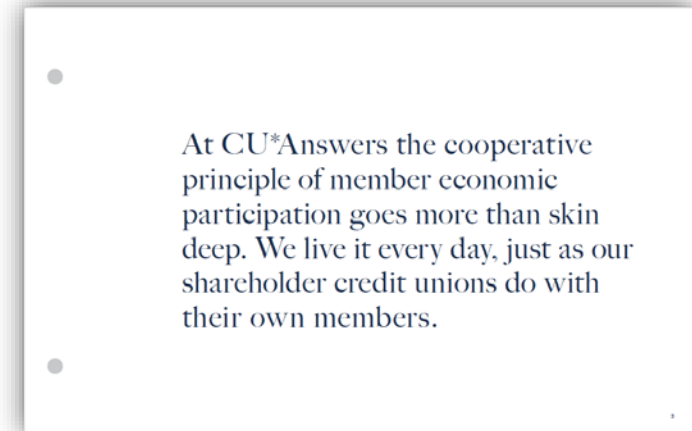 At CU*Answers the cooperative
principle of member economic
participation goes more than skin
deep. We live it every day, just as our
shareholder credit unions do with
their own members.